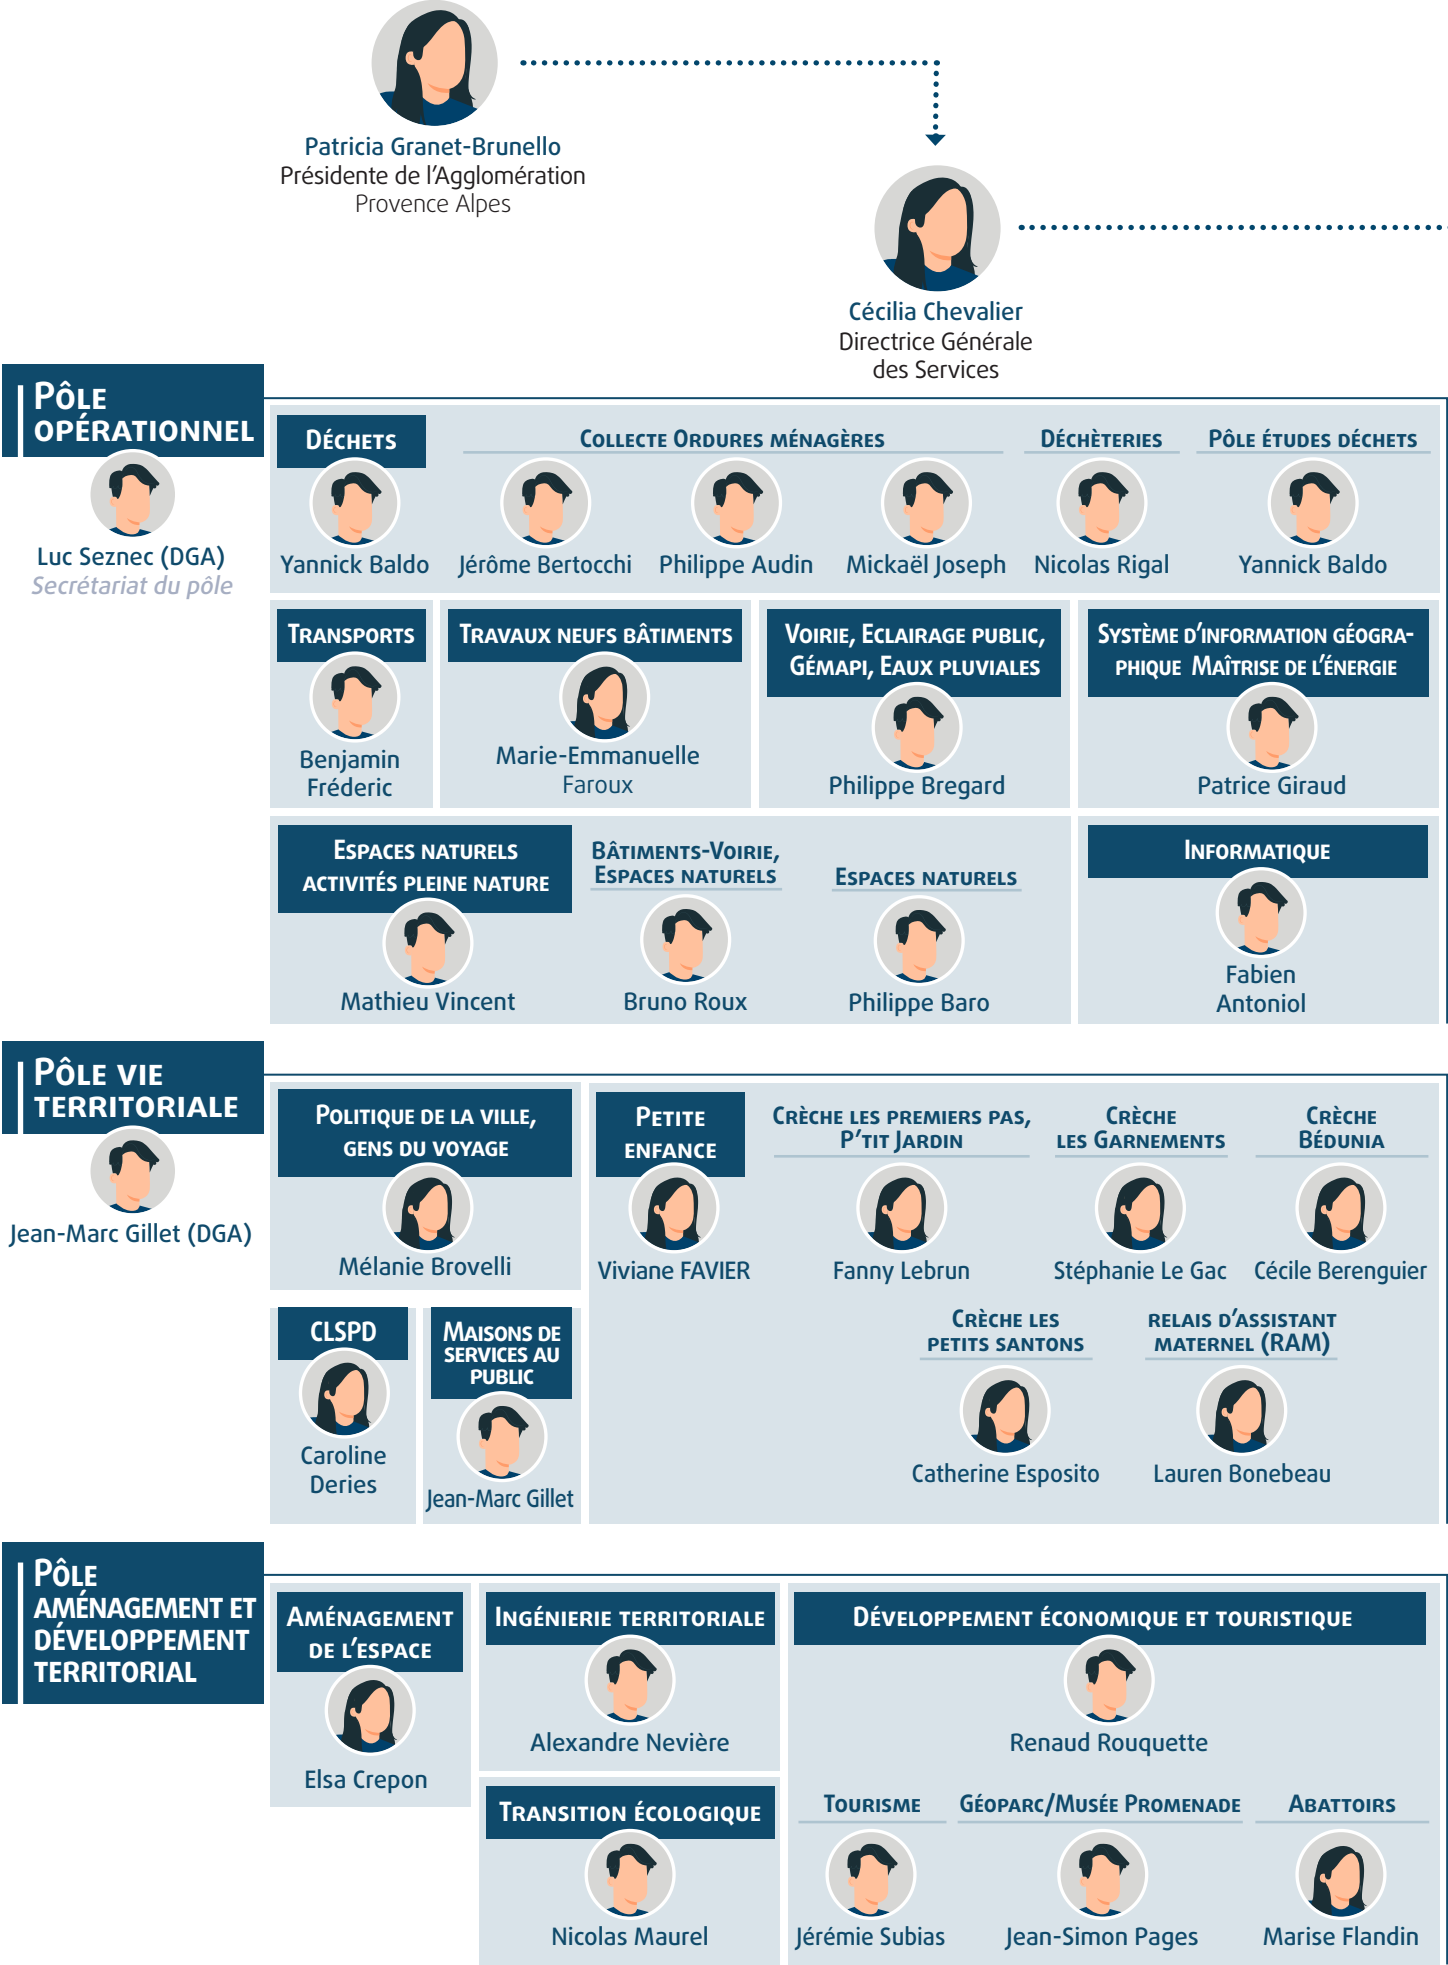 Patricia Granet-Brunello
Présidente de l'Agglomération
Provence Alpes
Cécilia Chevalier
Directrice Générale
des Services
Pôle
opérationnel
Luc Seznec (DGA)
Secrétariat du pôle
Déchets
Yannick Baldo
Collecte Ordures ménagères
Jérôme Bertocchi
Philippe Audin
Mickaël Joseph
Déchèteries
Nicolas Rigal
Pôle études déchets
Yannick Baldo
Transports
Benjamin
Fréderic
Travaux neufs bâtiments
Marie-Emmanuelle
Faroux
Voirie, Eclairage public,
Gémapi, Eaux pluviales
Philippe Bregard
Système d'information géogra-
phique Maîtrise de l'énergie
Patrice Giraud
Espaces naturels
activités pleine nature
Mathieu Vincent
Bâtiments-Voirie,
Espaces naturels
Bruno Roux
Espaces naturels
Philippe Baro
Informatique
Fabien
Antoniol
Pôle vie
territoriale
Jean-Marc Gillet (DGA)
Politique de la ville,
gens du voyage
Mélanie Brovelli
Petite
enfance
Viviane FAVIER
Crèche les premiers pas,
P'tit Jardin
Fanny Lebrun
Crèche
les Garnements
Stéphanie Le Gac
Crèche
Bédunia
Cécile Berenguier
CLSPD
Caroline
Deries
Maisons de
services au
public
Jean-Marc Gillet
Crèche les
petits santons
Catherine Esposito
relais d'assistant
maternel (RAM)
Lauren Bonebeau
Pôle
aménagement et
développement
territorial
Aménagement
de l'espace
Elsa Crepon
Ingénierie territoriale
Alexandre Nevière
Développement économique et touristique
Renaud Rouquette
Transition écologique
Nicolas Maurel
Tourisme
Jérémie Subias
Géoparc/Musée Promenade
Jean-Simon Pages
Abattoirs
Marise Flandin